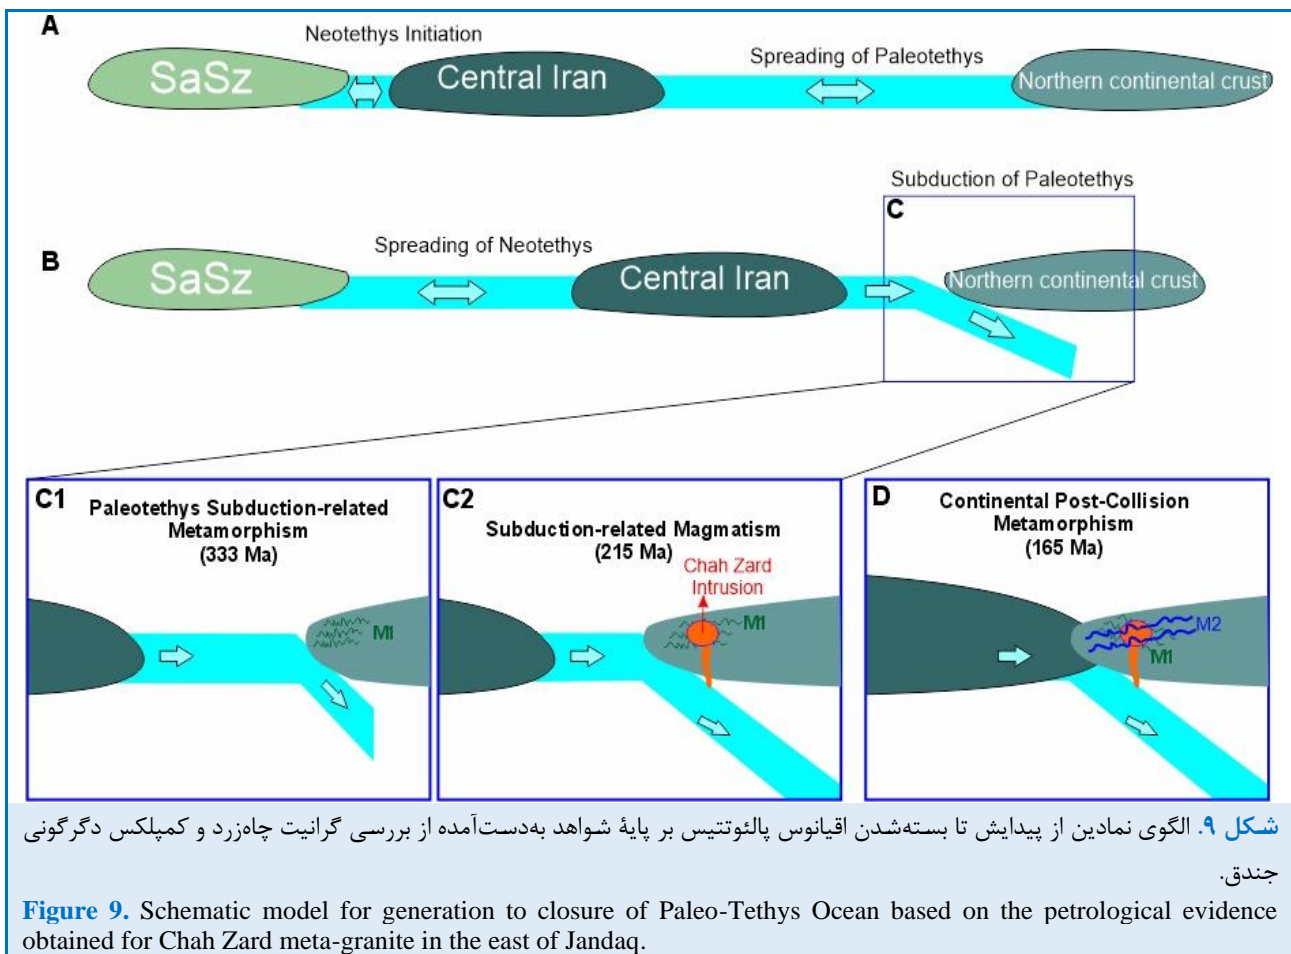 A
Neotethys Initiation
Spreading of Paleotethys
SaSz
Central Iran
Northern continental crust
Subduction of Paleotethys
C
B
Spreading of Neotethys
SaSz
Central Iran
Northern continental crust
C1
Paleotethys Subduction-related
Metamorphism
(333 Ma)
M1
C2
Subduction-related Magmatism
(215 Ma)
Chah Zard
Intrusion
M1
D
Continental Post-Collision
Metamorphism
(165 Ma)
M2
M1
شکل ۹. الگوی نمادین از پیدایش تا بسته‌شدن اقیانوس پالئوتتیس بر پایۀ شواهد به‌دست‌آمده از بررسی گرانیت چاه‌زرد و کمپلکس دگرگونی
جندق.
Figure 9. Schematic model for generation to closure of Paleo-Tethys Ocean based on the petrological evidence
obtained for Chah Zard meta-granite in the east of Jandaq.